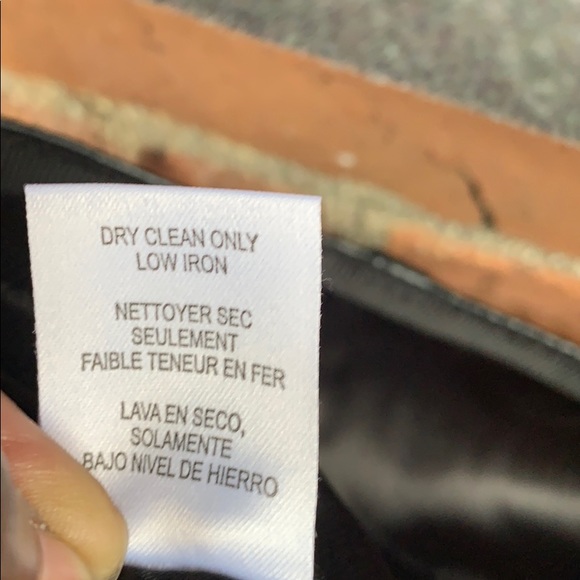 DRY CLEAN ONLY
LOW IRON
NETTOYER SEC
SEULEMENT
FAIBLE TENEUR EN FER
LAVA EN SECO,
SOLAMENTE
BAJO NIVEL DE HIERRO